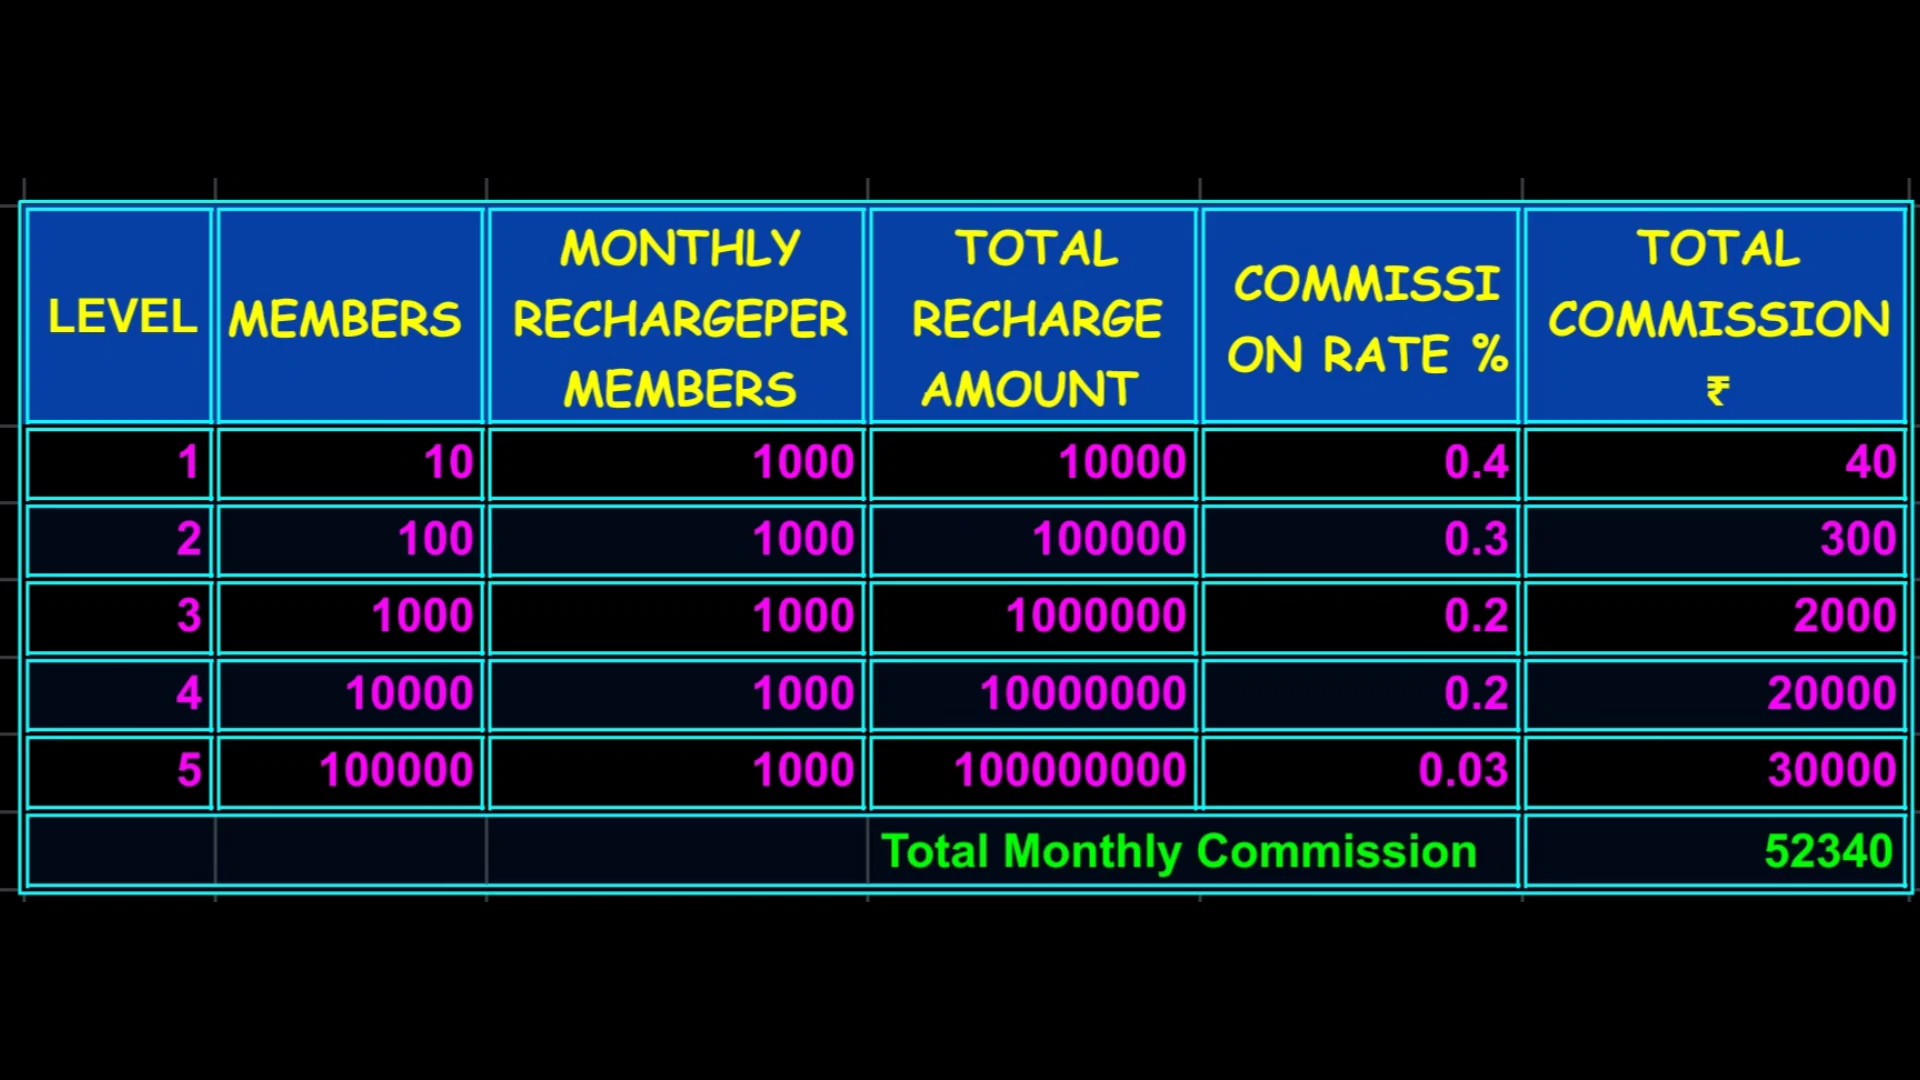 LEVEL
MEMBERS
MONTHLY
RECHARGEPER
MEMBERS
TOTAL
RECHARGE
AMOUNT
COMMISSI
ON RATE %
TOTAL
COMMISSION
₹
1 10 1000 10000 0.4 40
2 100 1000 100000 0.3 300
3 1000 1000 1000000 0.2 2000
4 10000 1000 10000000 0.2 20000
5 100000 1000 100000000 0.03 30000
Total Monthly Commission 52340